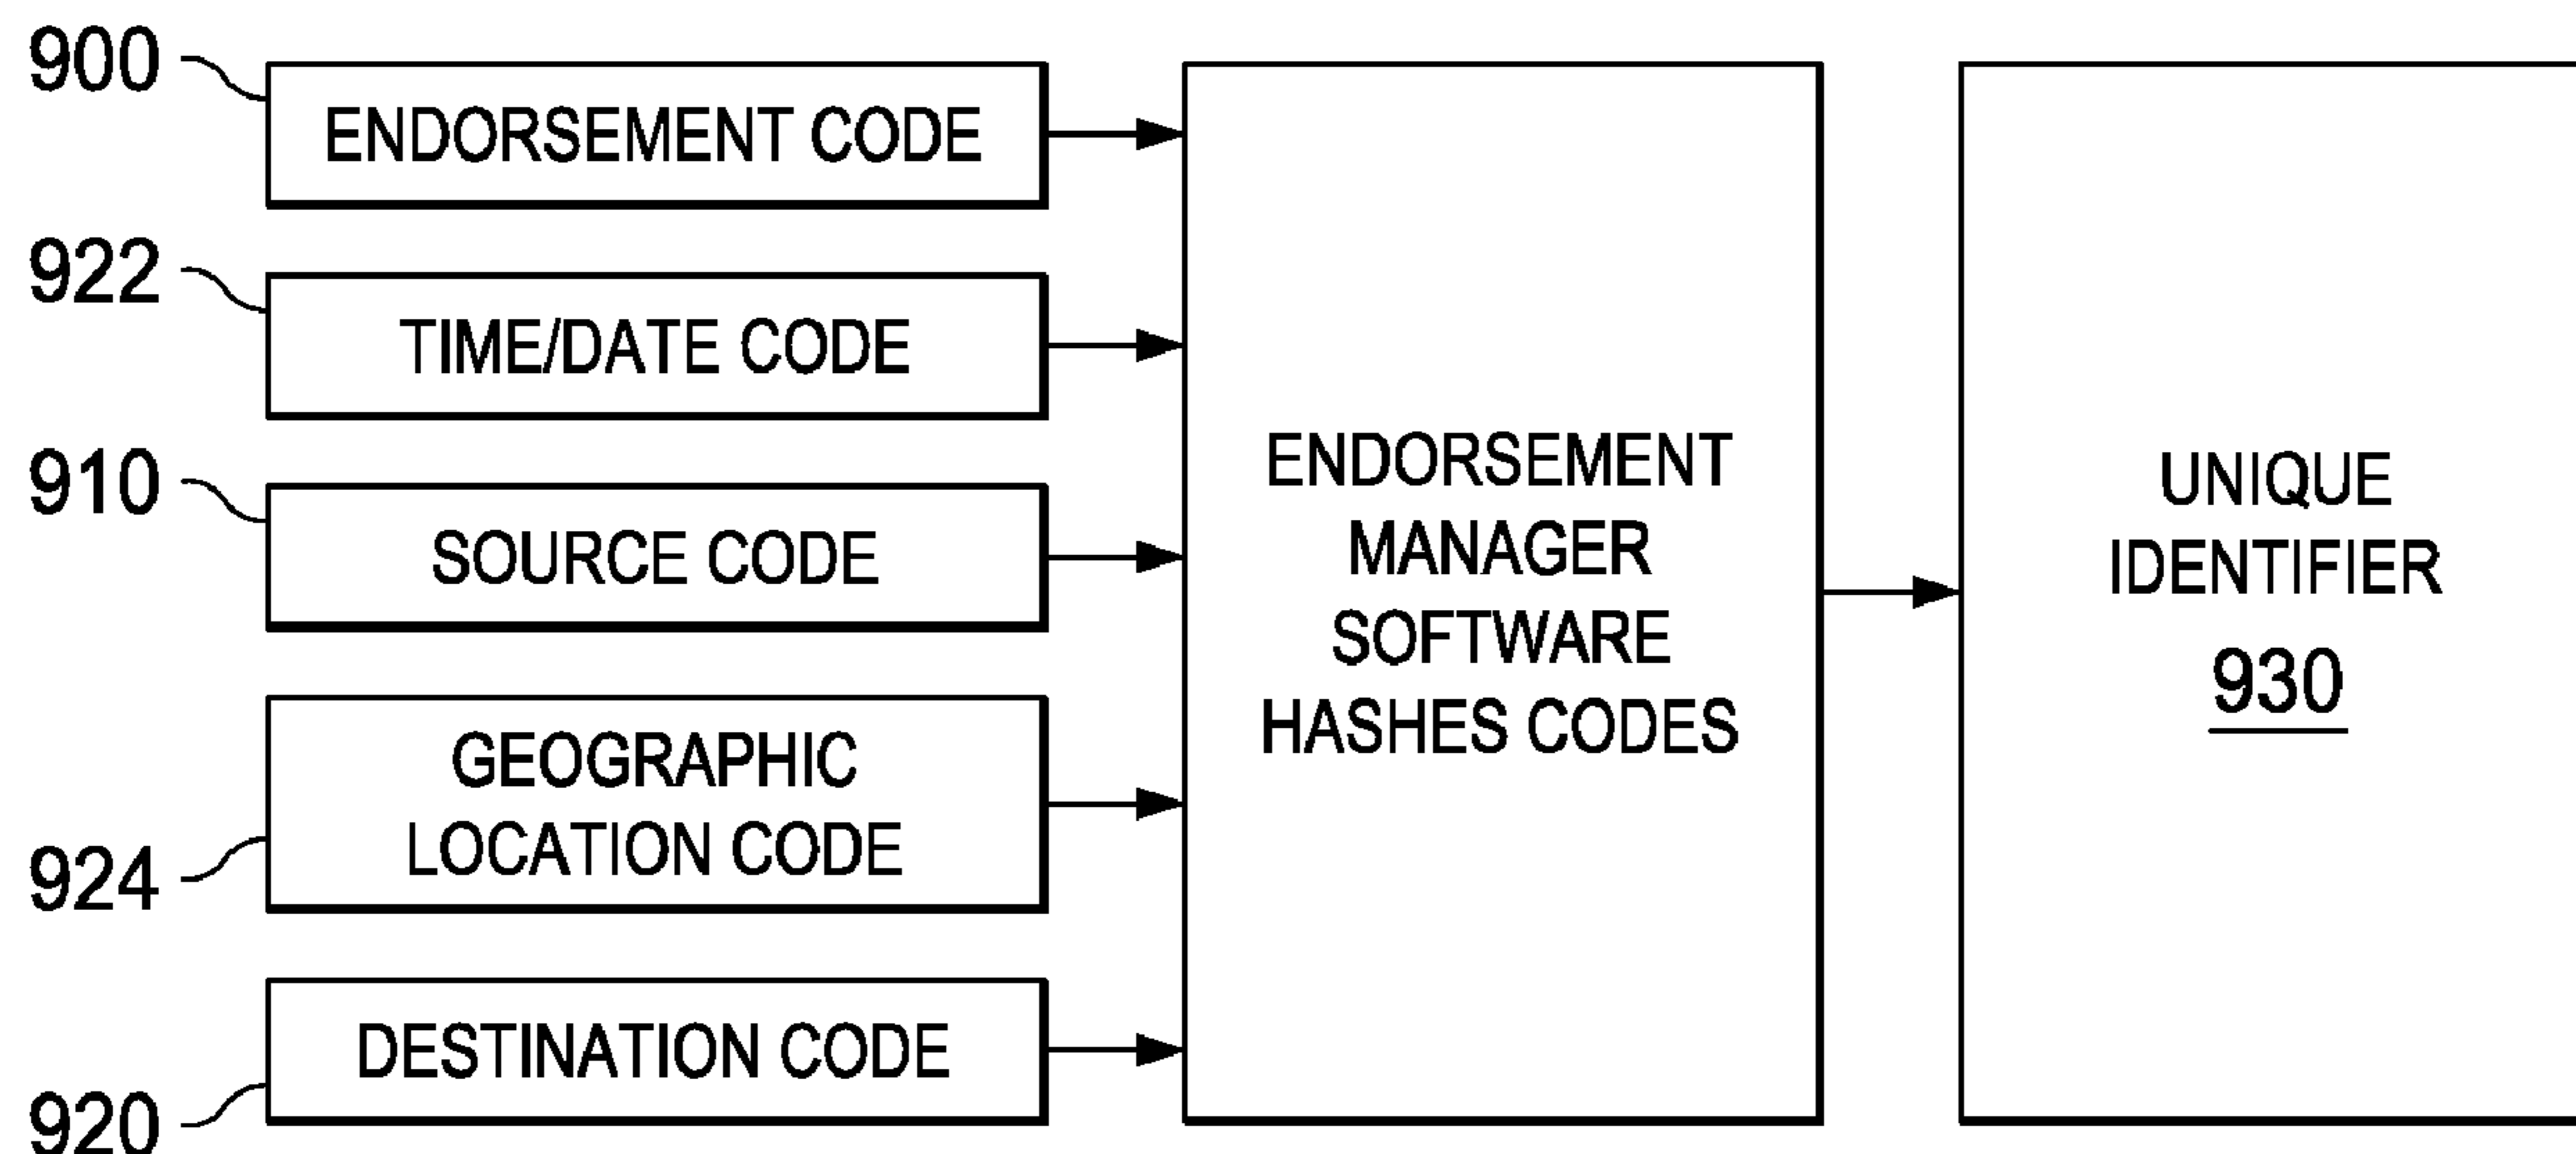 900
ENDORSEMENT CODE
922
TIME/DATE CODE
910
SOURCE CODE
GEOGRAPHIC
LOCATION CODE
924
DESTINATION CODE
920
ENDORSEMENT
MANAGER
SOFTWARE
HASHES CODES
UNIQUE
IDENTIFIER
930